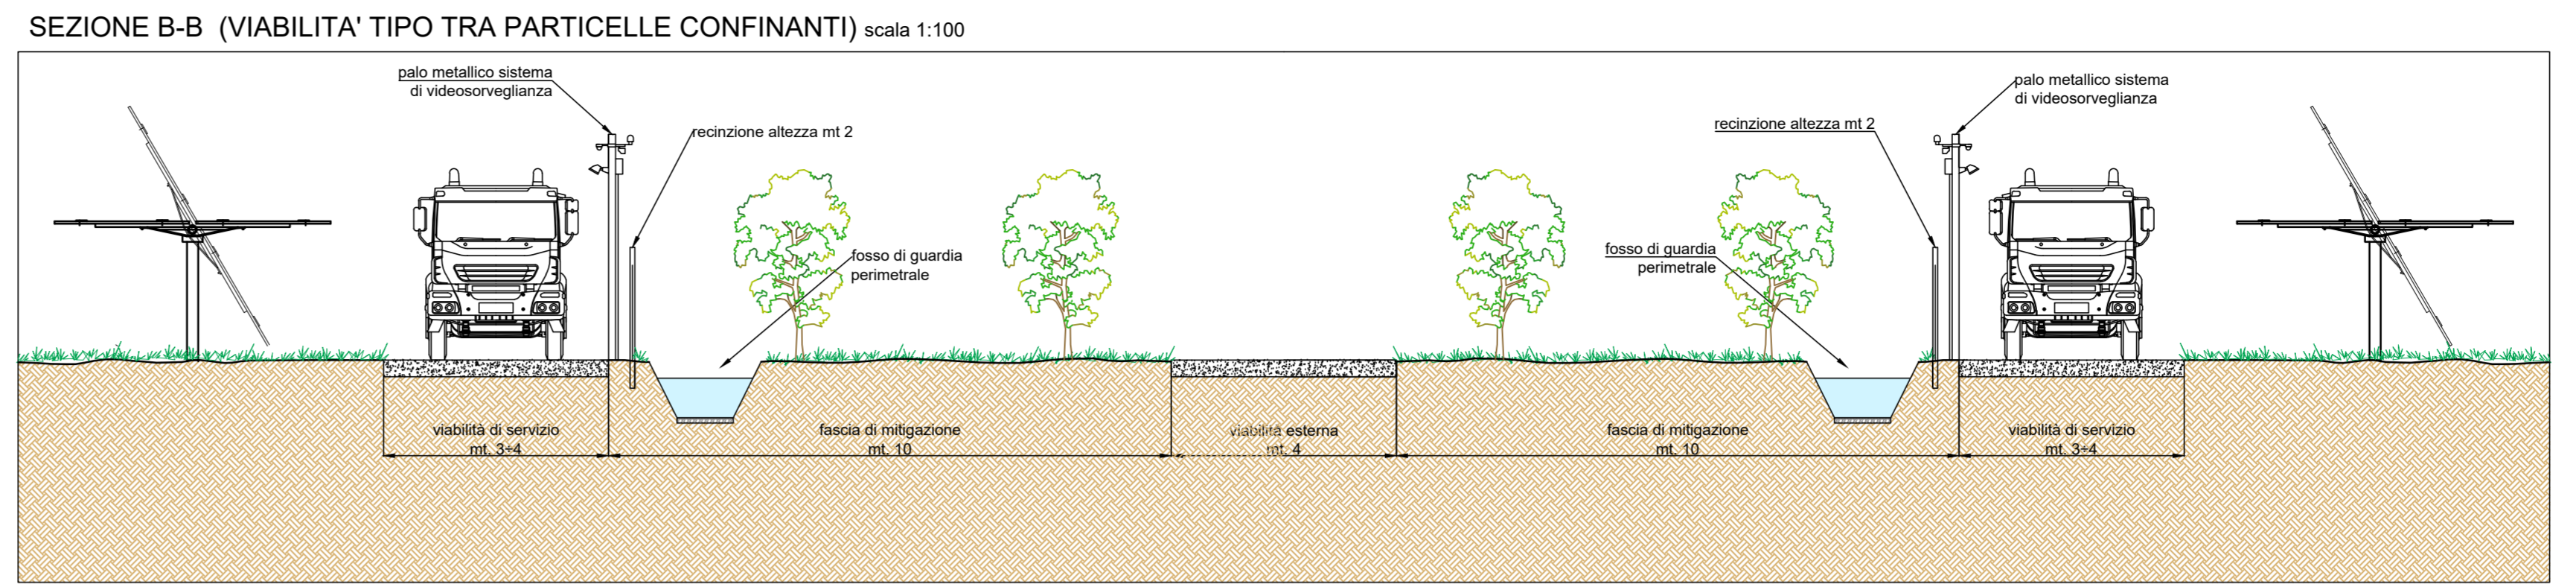 SEZIONE B-B (VIABILITA' TIPO TRA PARTICELLE CONFINANTI) scala 1:100
palo metallico sistema
di videosorveglianza
recinzione altezza mt 2
fosso di guardia
perimetrale
recinzione altezza mt 2
palo metallico sistema
di videosorveglianza
fosso di guardia
perimetrale
viabilità di servizio
mt. 3÷4
fascia di mitigazione
mt. 10
viabilità esterna
mt. 4
fascia di mitigazione
mt. 10
viabilità di servizio
mt. 3÷4